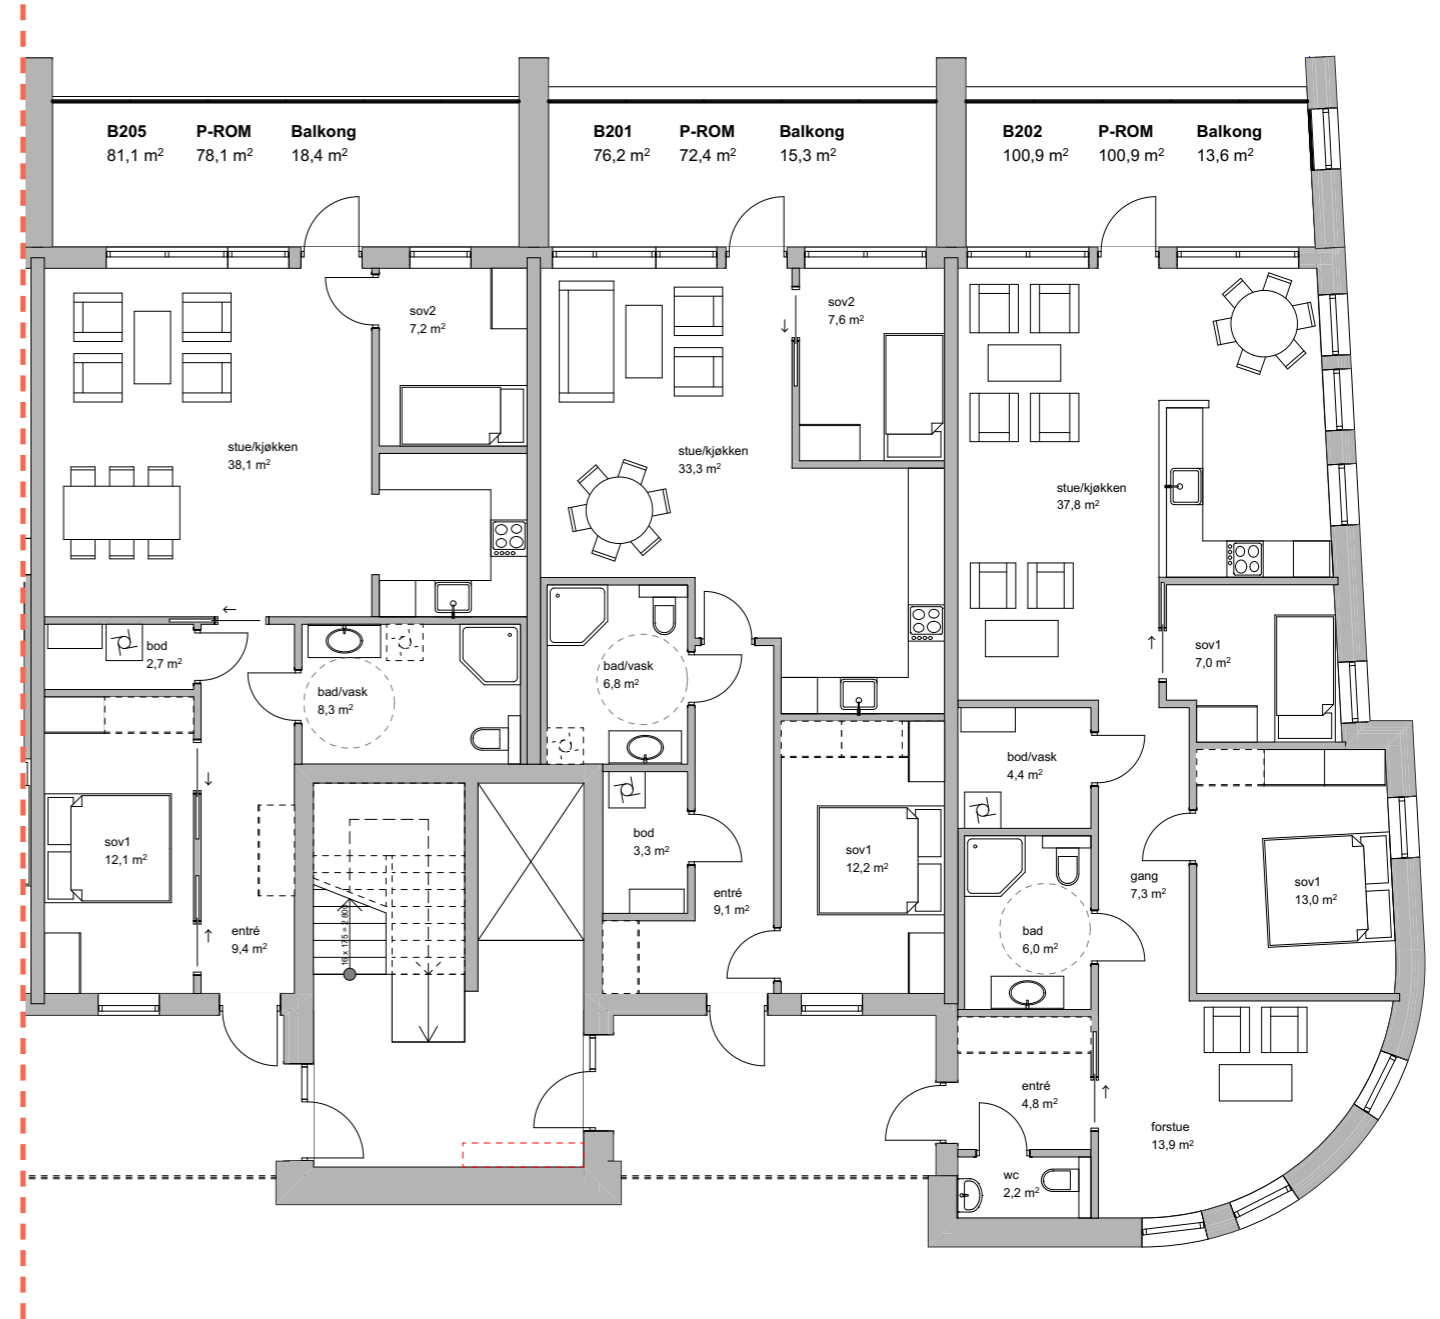 B205 P-ROM Balkong
81,1 m² 78,1 m² 18,4 m²
B201 P-ROM Balkong
76,2 m² 72,4 m² 15,3 m²
B202 P-ROM Balkong
100,9 m² 100,9 m² 13,6 m²
sov2
7,2 m²
stue/kjøkken
38,1 m²
bod
2,7 m²
bad/vask
8,3 m²
sov1
12,1 m²
entré
9,4 m²
16 x 175 = 2 800
sov2
7,6 m²
stue/kjøkken
33,3 m²
bad/vask
6,8 m²
bod
3,3 m²
entré
9,1 m²
sov1
12,2 m²
stue/kjøkken
37,8 m²
sov1
7,0 m²
bod/vask
4,4 m²
gang
7,3 m²
sov1
13,0 m²
bad
6,0 m²
entré
4,8 m²
forstue
13,9 m²
wc
2,2 m²